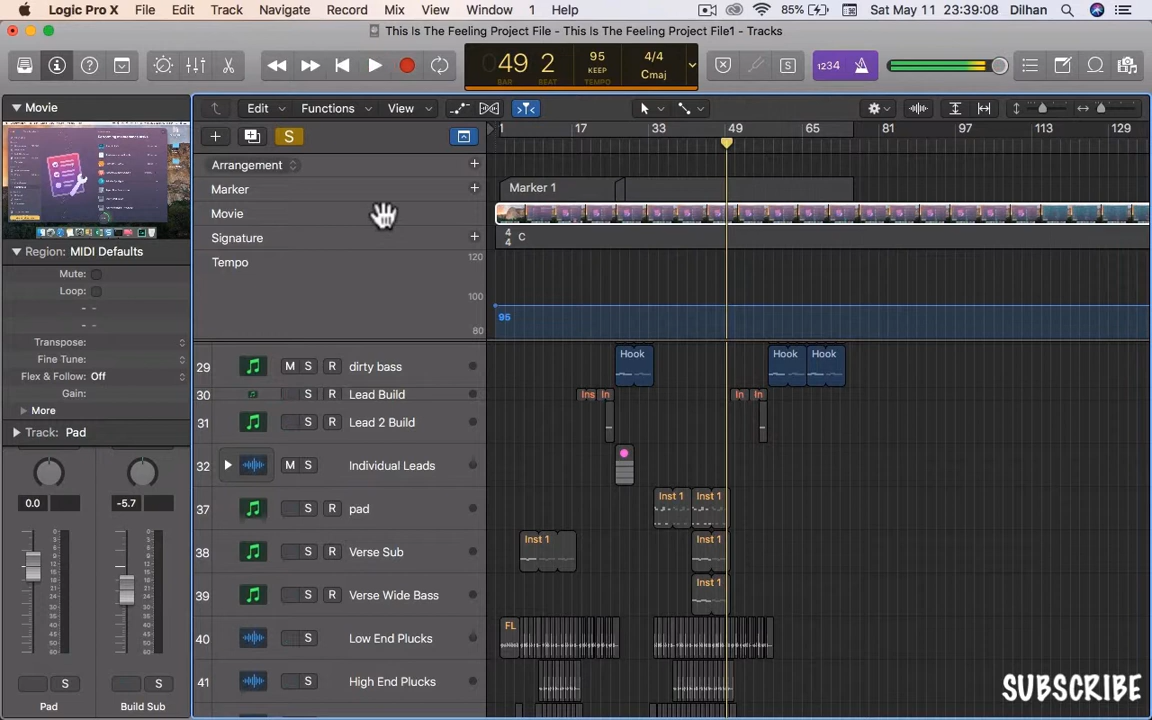 Logic Pro X File Edit Track Navigate Record Mix View Window 1 Help 85% Sat May 11 23:39:08 Dilhan
This Is The Feeling Project File - This Is The Feeling Project File1 - Tracks
49 2 95 4/4
KEEP Cmaj
BAR BEAT TEMPO
S 1234
Movie
Edit Functions View
S
1 17 33 49 65 81 97 113 129
Arrangement
Marker Marker 1
Movie
Signature 4/4 C
Tempo 120
100
80
95
Region: MIDI Defaults
Mute:
Loop:
Transpose:
Fine Tune:
Flex & Follow: Off
Gain:
More
Track: Pad
0.0 -5.7
S S
Pad Build Sub
29 M S R dirty bass Hook Hook Hook
30 S R Lead Build Ins In In In
31 S R Lead 2 Build
32 M S Individual Leads
37 S R pad Inst 1 Inst 1
38 S R Verse Sub Inst 1 Inst 1
39 S R Verse Wide Bass Inst 1
40 S Low End Plucks FL
41 S High End Plucks
SUBSCRIBE